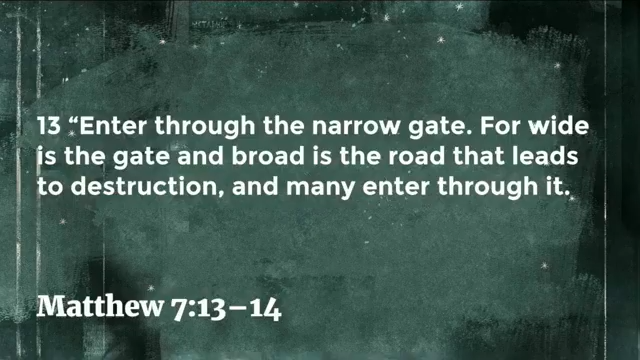 13 “Enter through the narrow gate. For wide
is the gate and broad is the road that leads
to destruction, and many enter through it.
Matthew 7:13–14